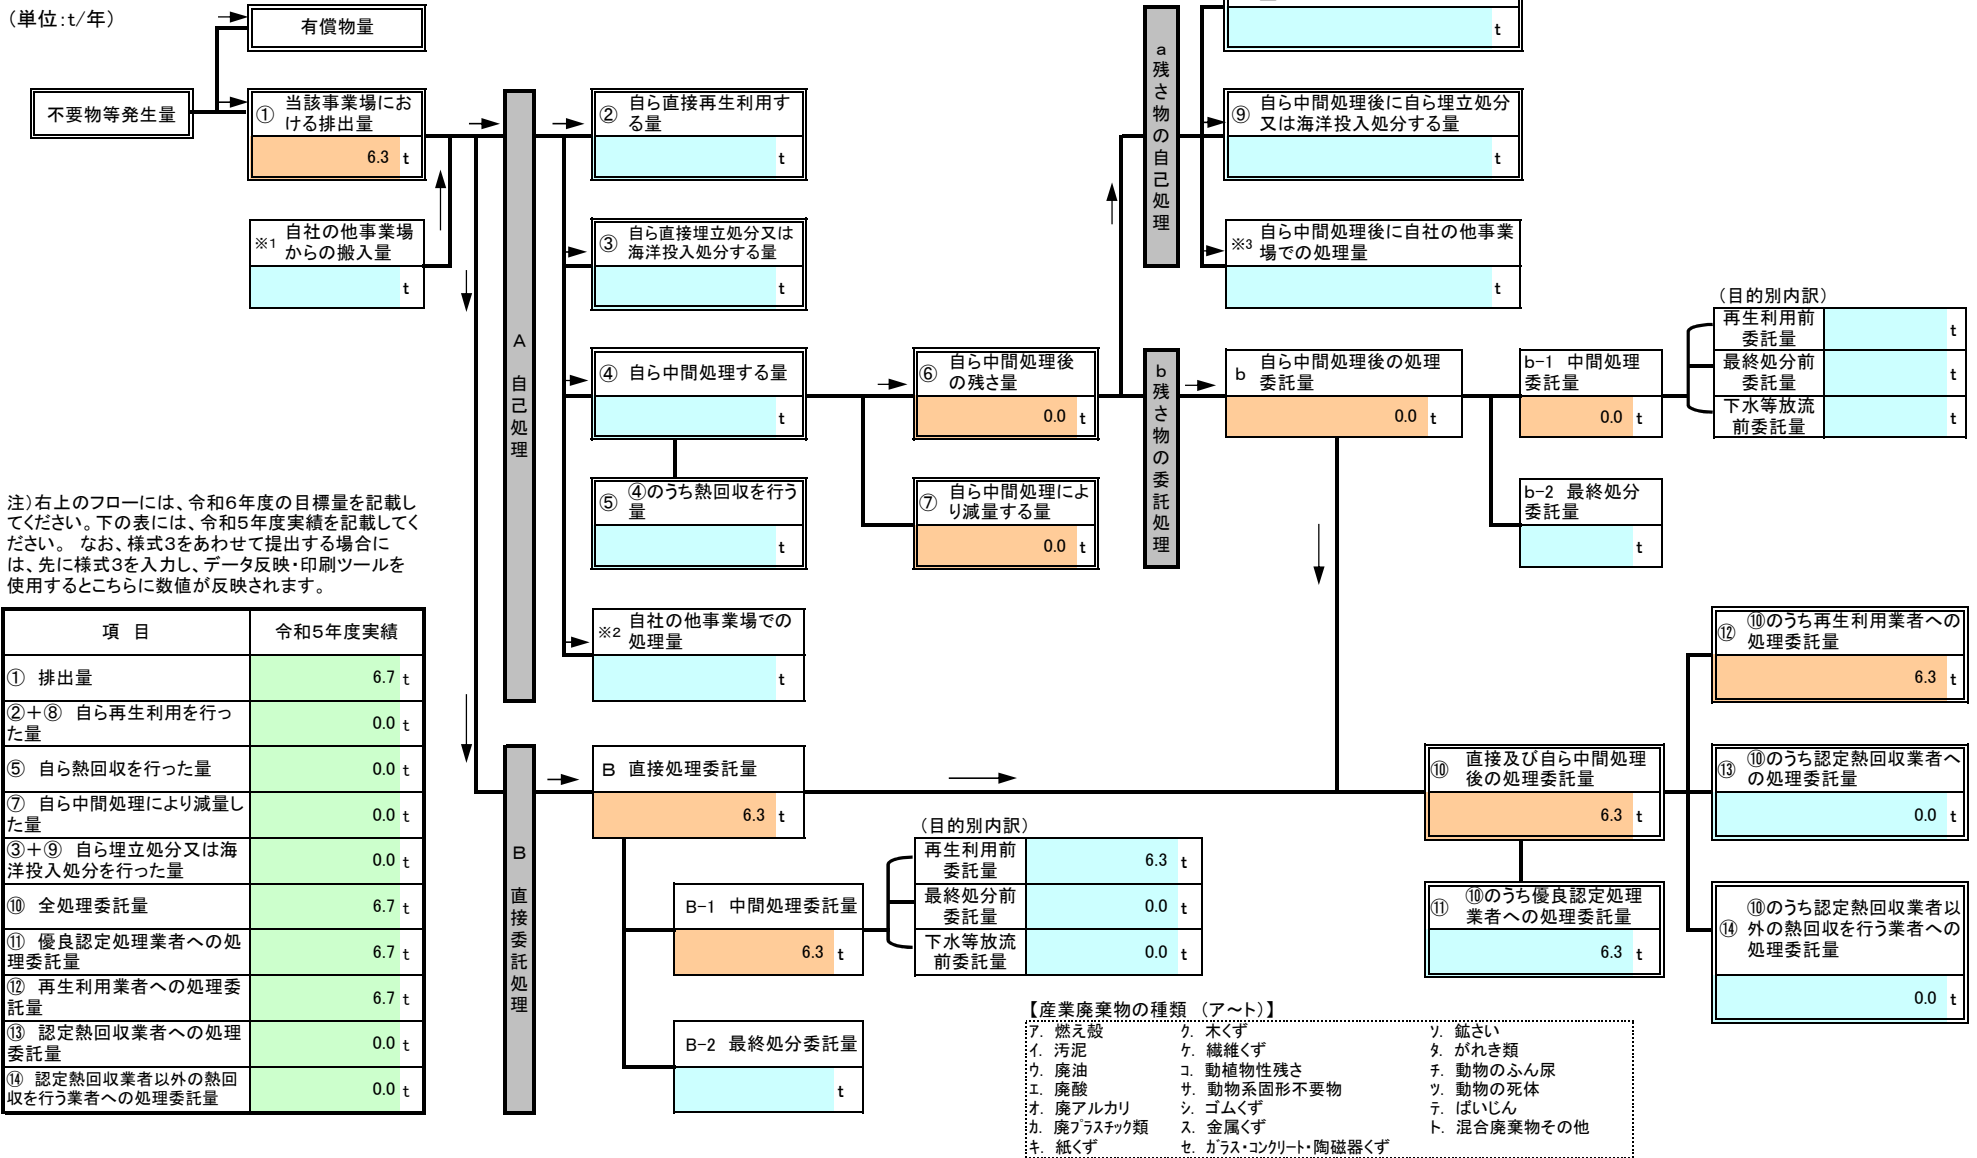 (単位:t/年)
有償物量
不要物等発生量
① 当該事業場にお
ける排出量
6.3 t
※1 自社の他事業場
からの搬入量
t
A 自己処理
② 自ら直接再生利用す
る量
t
③ 自ら直接埋立処分又は
海洋投入処分する量
t
④ 自ら中間処理する量
t
⑤ ④のうち熱回収を行う
量
t
※2 自社の他事業場での
処理量
t
⑥ 自ら中間処理後
の残さ量
0.0 t
⑦ 自ら中間処理によ
り減量する量
0.0 t
a 残さ物の自己処理
t
⑨ 自ら中間処理後に自ら埋立処分
又は海洋投入処分する量
t
※3 自ら中間処理後に自社の他事業
場での処理量
t
b 残さ物の委託処理
b 自ら中間処理後の処理
委託量
0.0 t
b-1 中間処理
委託量
0.0 t
b-2 最終処分
委託量
t
(目的別内訳)
再生利用前
委託量
t
最終処分前
委託量
t
下水等放流
前委託量
t
注)右上のフローには、令和6年度の目標量を記載し
てください。下の表には、令和5年度実績を記載してく
ださい。 なお、様式3をあわせて提出する場合に
は、先に様式3を入力し、データ反映・印刷ツールを
使用するとこちらに数値が反映されます。
項 目 令和5年度実績
① 排出量 6.7 t
②+⑧ 自ら再生利用を行っ
た量 0.0 t
⑤ 自ら熱回収を行った量 0.0 t
⑦ 自ら中間処理により減量し
た量 0.0 t
③+⑨ 自ら埋立処分又は海
洋投入処分を行った量 0.0 t
⑩ 全処理委託量 6.7 t
⑪ 優良認定処理業者への処
理委託量 6.7 t
⑫ 再生利用業者への処理委
託量 6.7 t
⑬ 認定熱回収業者への処理
委託量 0.0 t
⑭ 認定熱回収業者以外の熱回
収を行う業者への処理委託量 0.0 t
B 直接委託処理
B 直接処理委託量
6.3 t
B-1 中間処理委託量
6.3 t
B-2 最終処分委託量
t
(目的別内訳)
再生利用前
委託量
6.3 t
最終処分前
委託量
0.0 t
下水等放流
前委託量
0.0 t
⑩ 直接及び自ら中間処理
後の処理委託量
6.3 t
⑪ ⑩のうち優良認定処理
業者への処理委託量
6.3 t
⑫ ⑩のうち再生利用業者への
処理委託量
6.3 t
⑬ ⑩のうち認定熱回収業者へ
の処理委託量
0.0 t
⑭ ⑩のうち認定熱回収業者以
外の熱回収を行う業者への
処理委託量
0.0 t
【産業廃棄物の種類 (ア~ト)】
ア. 燃え殻 ク. 木くず ソ. 鉱さい
イ. 汚泥 ケ. 繊維くず タ. がれき類
ウ. 廃油 コ. 動植物性残さ チ. 動物のふん尿
エ. 廃酸 サ. 動物系固形不要物 ツ. 動物の死体
オ. 廃アルカリ シ. ゴムくず テ. ばいじん
カ. 廃プラスチック類 ス. 金属くず ト. 混合廃棄物その他
キ. 紙くず セ. ガラス・コンクリート・陶磁器くず